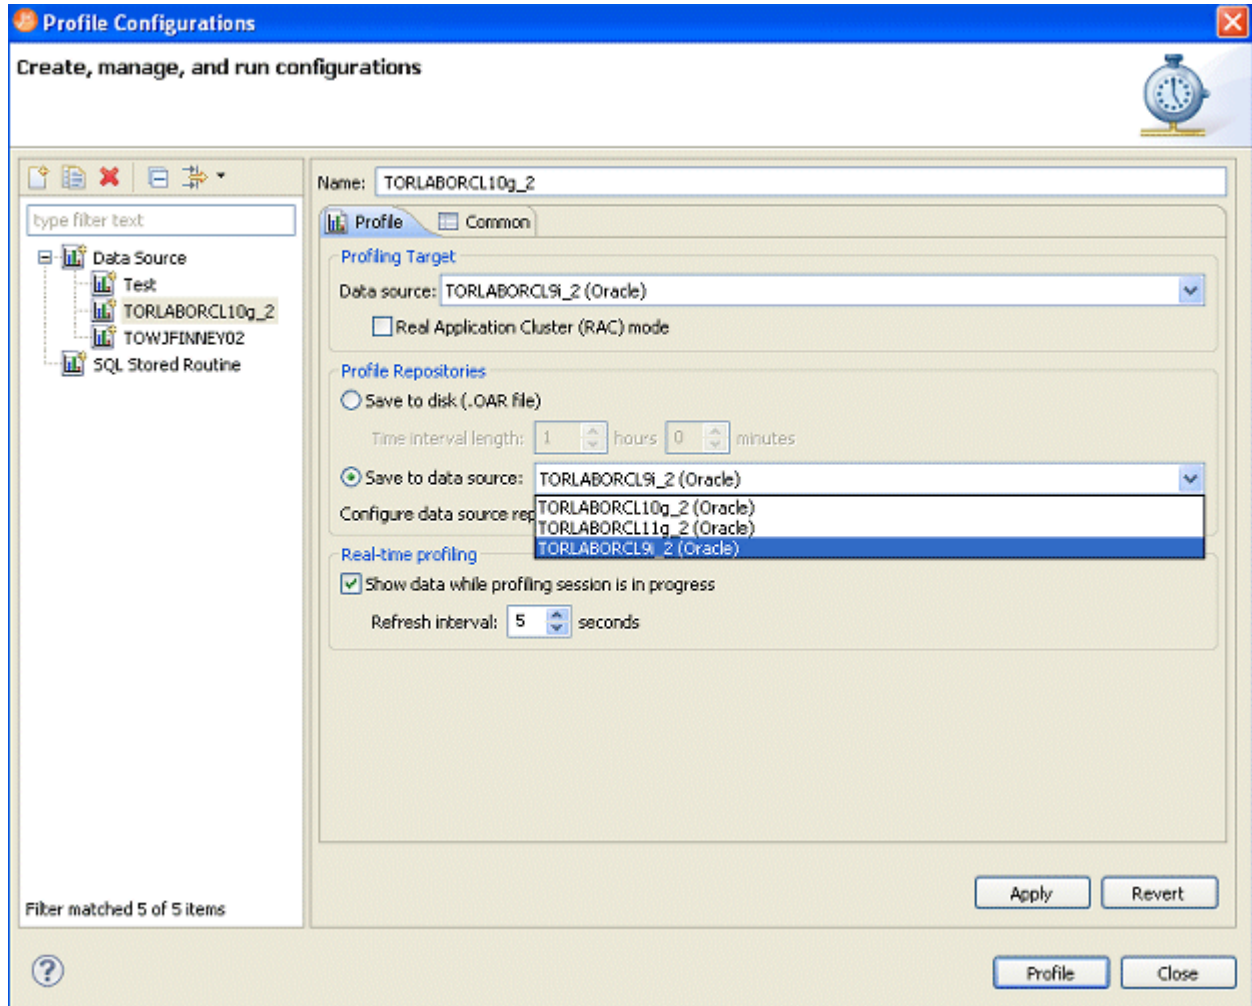 Profile Configurations
Create, manage, and run configurations
type filter text
Data Source
Test
TORLABORCL10g_2
TOWJFINNEY02
SQL Stored Routine
Filter matched 5 of 5 items
Name: TORLABORCL10g_2
Profile Common
Profiling Target
Data source: TORLABORCL9i_2 (Oracle)
Real Application Cluster (RAC) mode
Profile Repositories
Save to disk (.OAR file)
Time interval length: 1 hours 0 minutes
Save to data source: TORLABORCL9i_2 (Oracle)
TORLABORCL10g_2 (Oracle)
Configure data source rep
TORLABORCL11g_2 (Oracle)
TORLABORCL9i_2 (Oracle)
Real-time profiling
Show data while profiling session is in progress
Refresh interval: 5 seconds
Apply Revert
? Profile Close